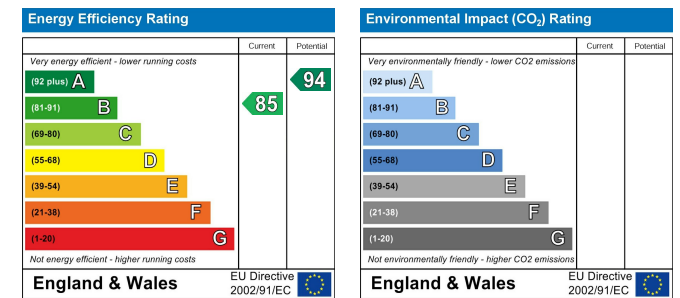 Energy Efficiency Rating
Current Potential
Very energy efficient - lower running costs
(92 plus) A
94
(81-91) B
85
(69-80) C
(55-68) D
(39-54) E
(21-38) F
(1-20) G
Not energy efficient - higher running costs
England & Wales
EU Directive
2002/91/EC
Environmental Impact (CO₂) Rating
Current Potential
Very environmentally friendly - lower CO2 emissions
(92 plus) A
(81-91) B
(69-80) C
(55-68) D
(39-54) E
(21-38) F
(1-20) G
Not environmentally friendly - higher CO2 emissions
England & Wales
EU Directive
2002/91/EC